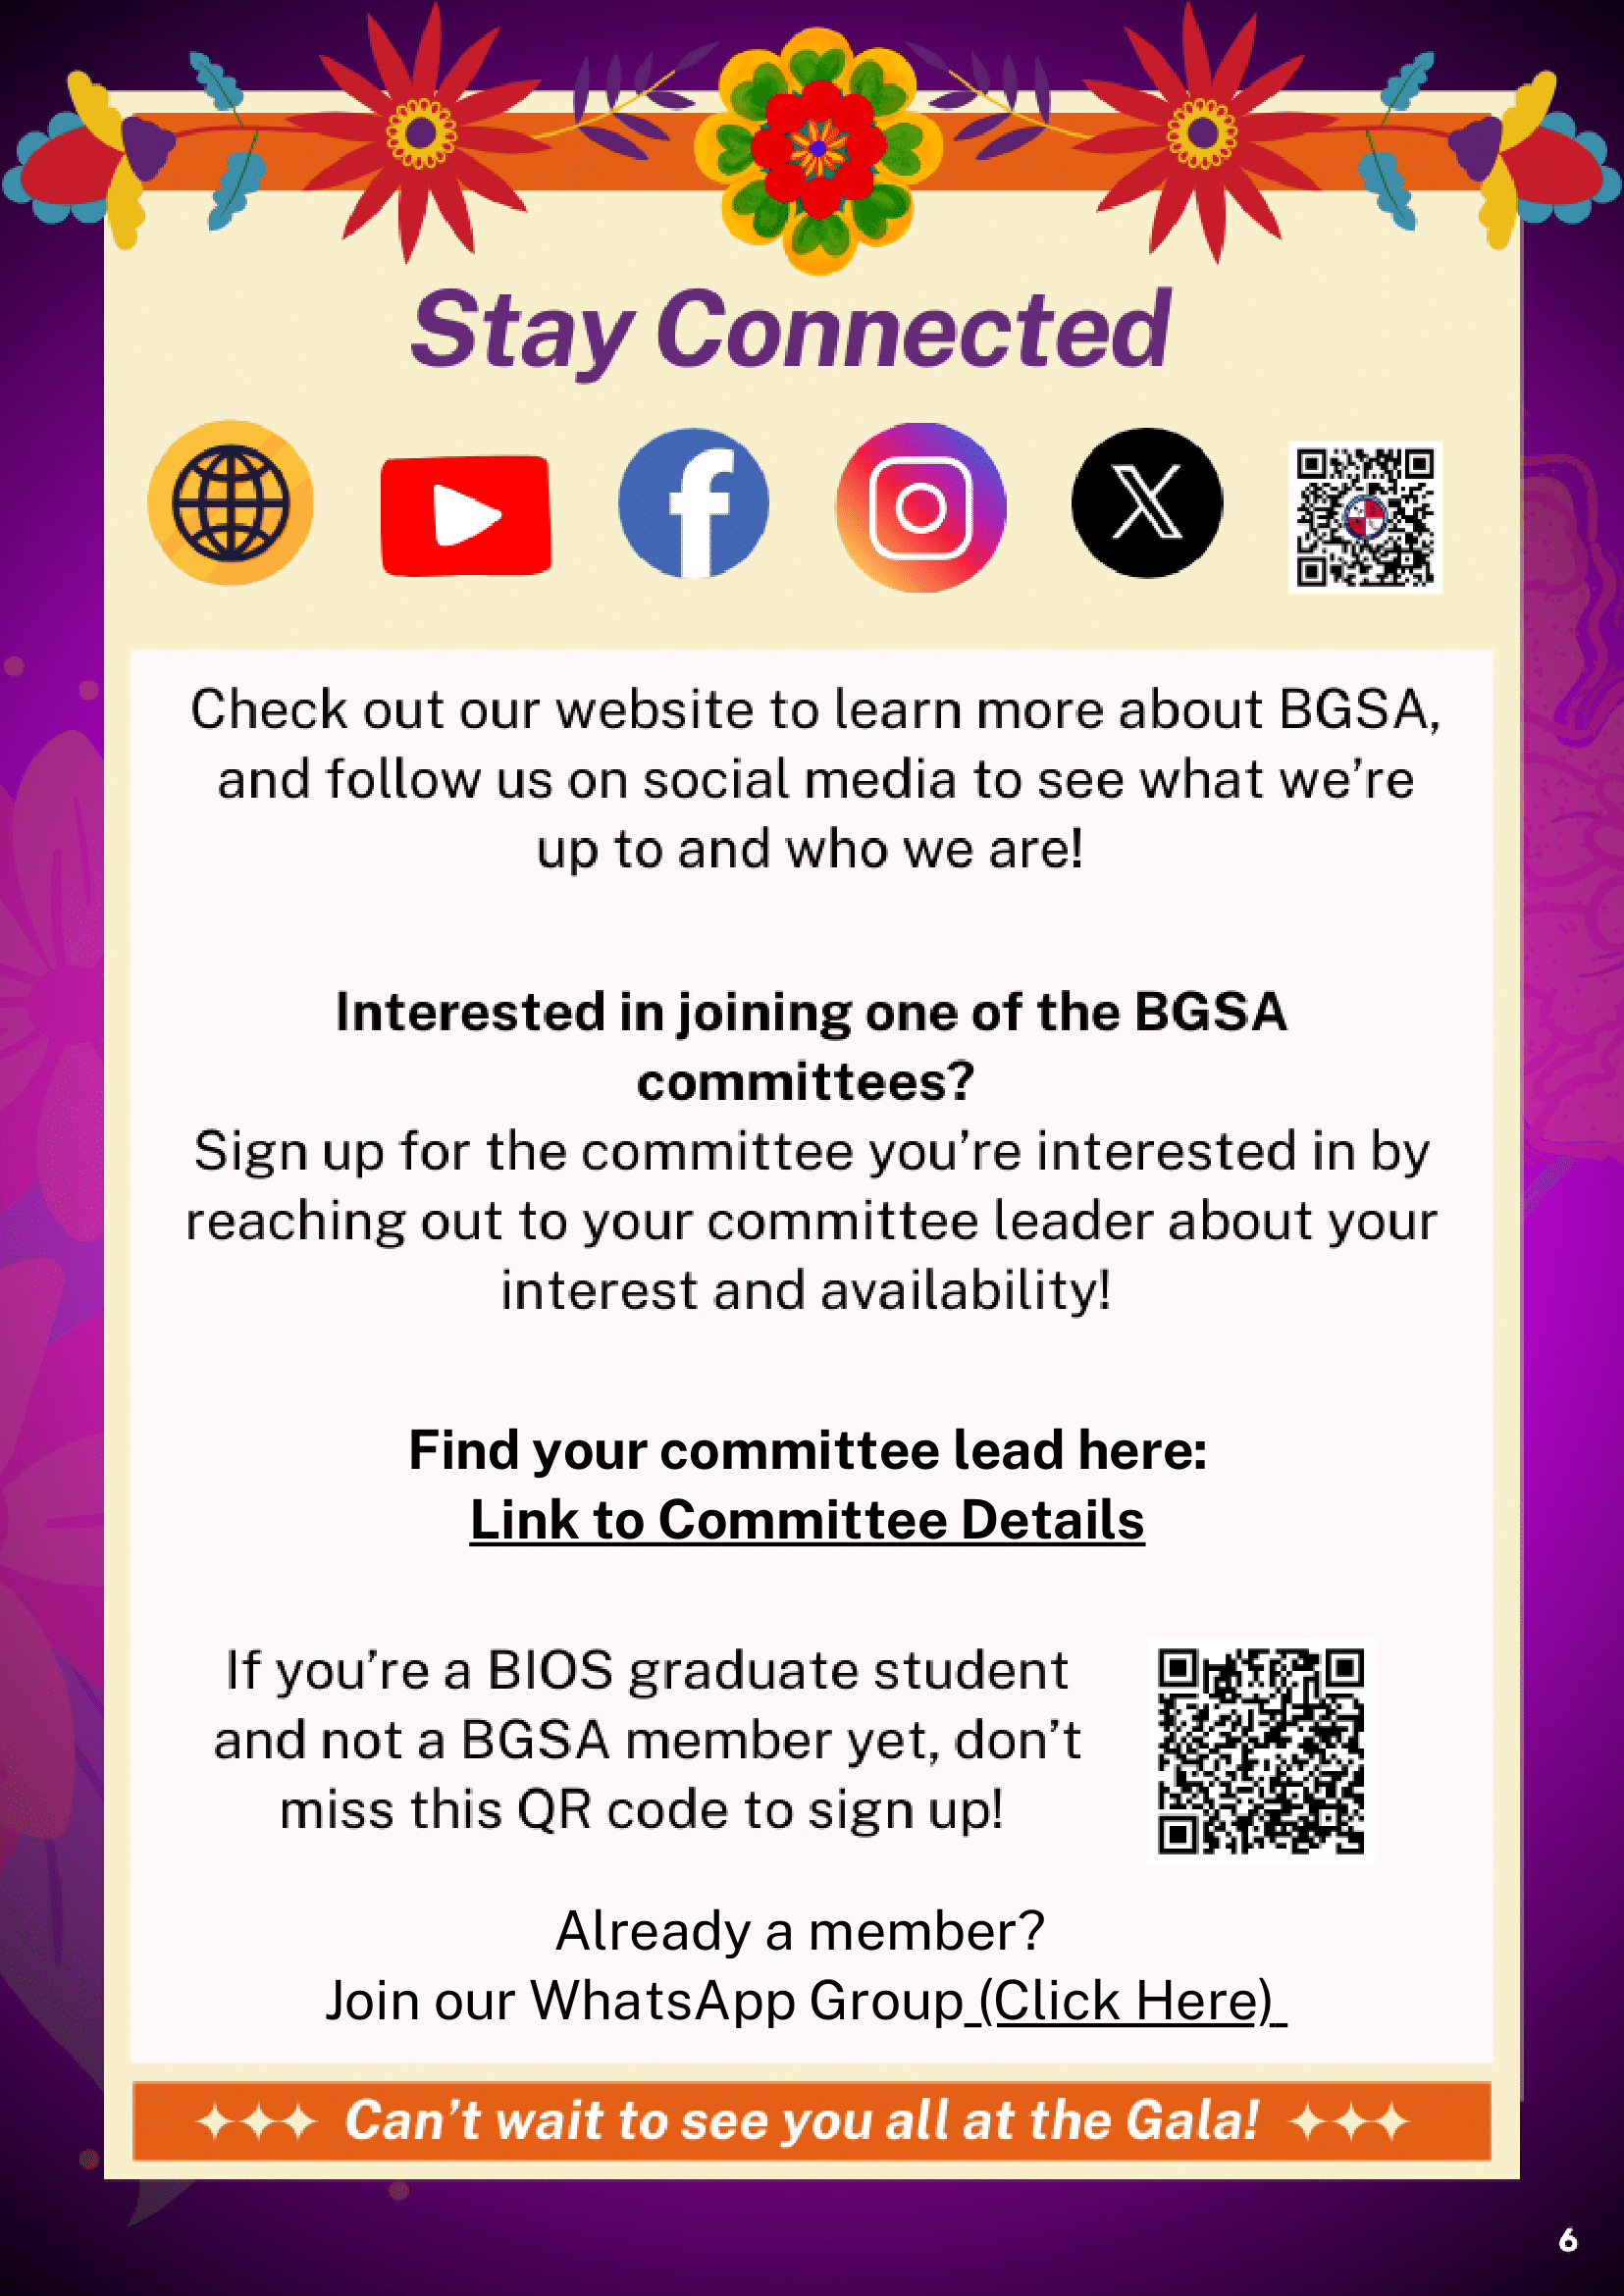 Stay Connected
Check out our website to learn more about BGSA,
and follow us on social media to see what we’re
up to and who we are!
Interested in joining one of the BGSA
committees?
Sign up for the committee you’re interested in by
reaching out to your committee leader about your
interest and availability!
Find your committee lead here:
Link to Committee Details
If you’re a BIOS graduate student
and not a BGSA member yet, don’t
miss this QR code to sign up!
Already a member?
Join our WhatsApp Group (Click Here)
Can’t wait to see you all at the Gala!
6